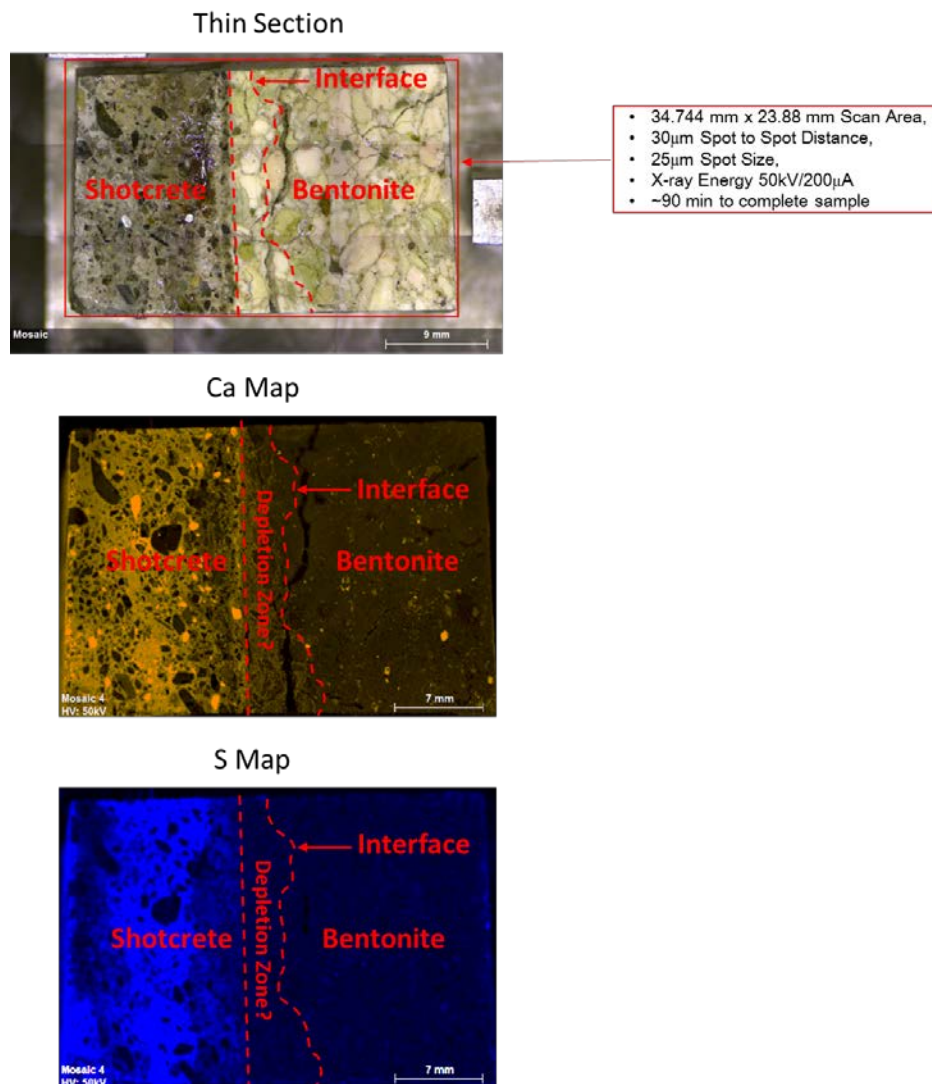 Thin Section
Interface
Shotcrete
Bentonite
Mosaic
9 mm
• 34.744 mm x 23.88 mm Scan Area,
• 30µm Spot to Spot Distance,
• 25µm Spot Size,
• X-ray Energy 50kV/200µA
• ~90 min to complete sample
Ca Map
Interface
Shotcrete
Depletion Zone?
Bentonite
Mosaic 4
HV: 50kV
7 mm
S Map
Interface
Shotcrete
Depletion Zone?
Bentonite
Mosaic 4
HV: 50kV
7 mm